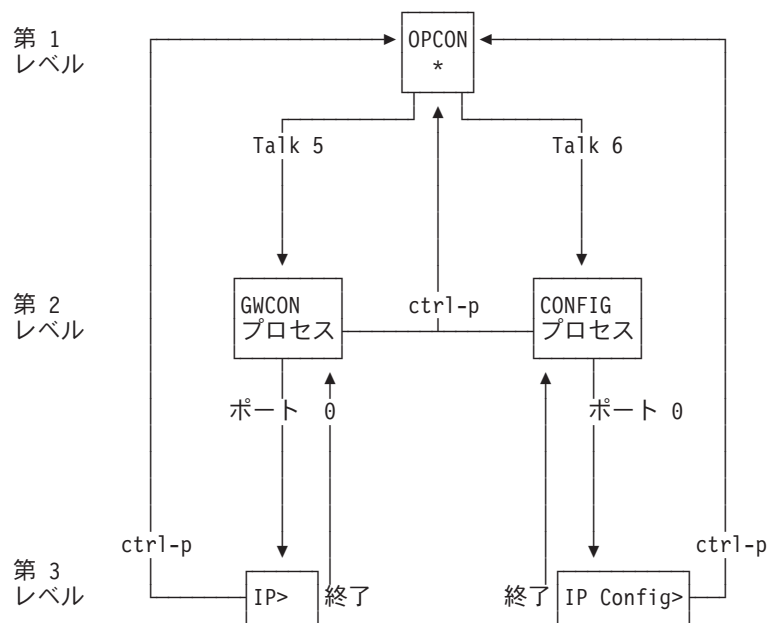 第 1
レベル
OPCON
*
Talk 5
Talk 6
第 2
レベル
GWCON
プロセス
ctrl-p
CONFIG
プロセス
ポート 0
ポート 0
ctrl-p
ctrl-p
第 3
レベル
IP>
終了
終了
IP Config>